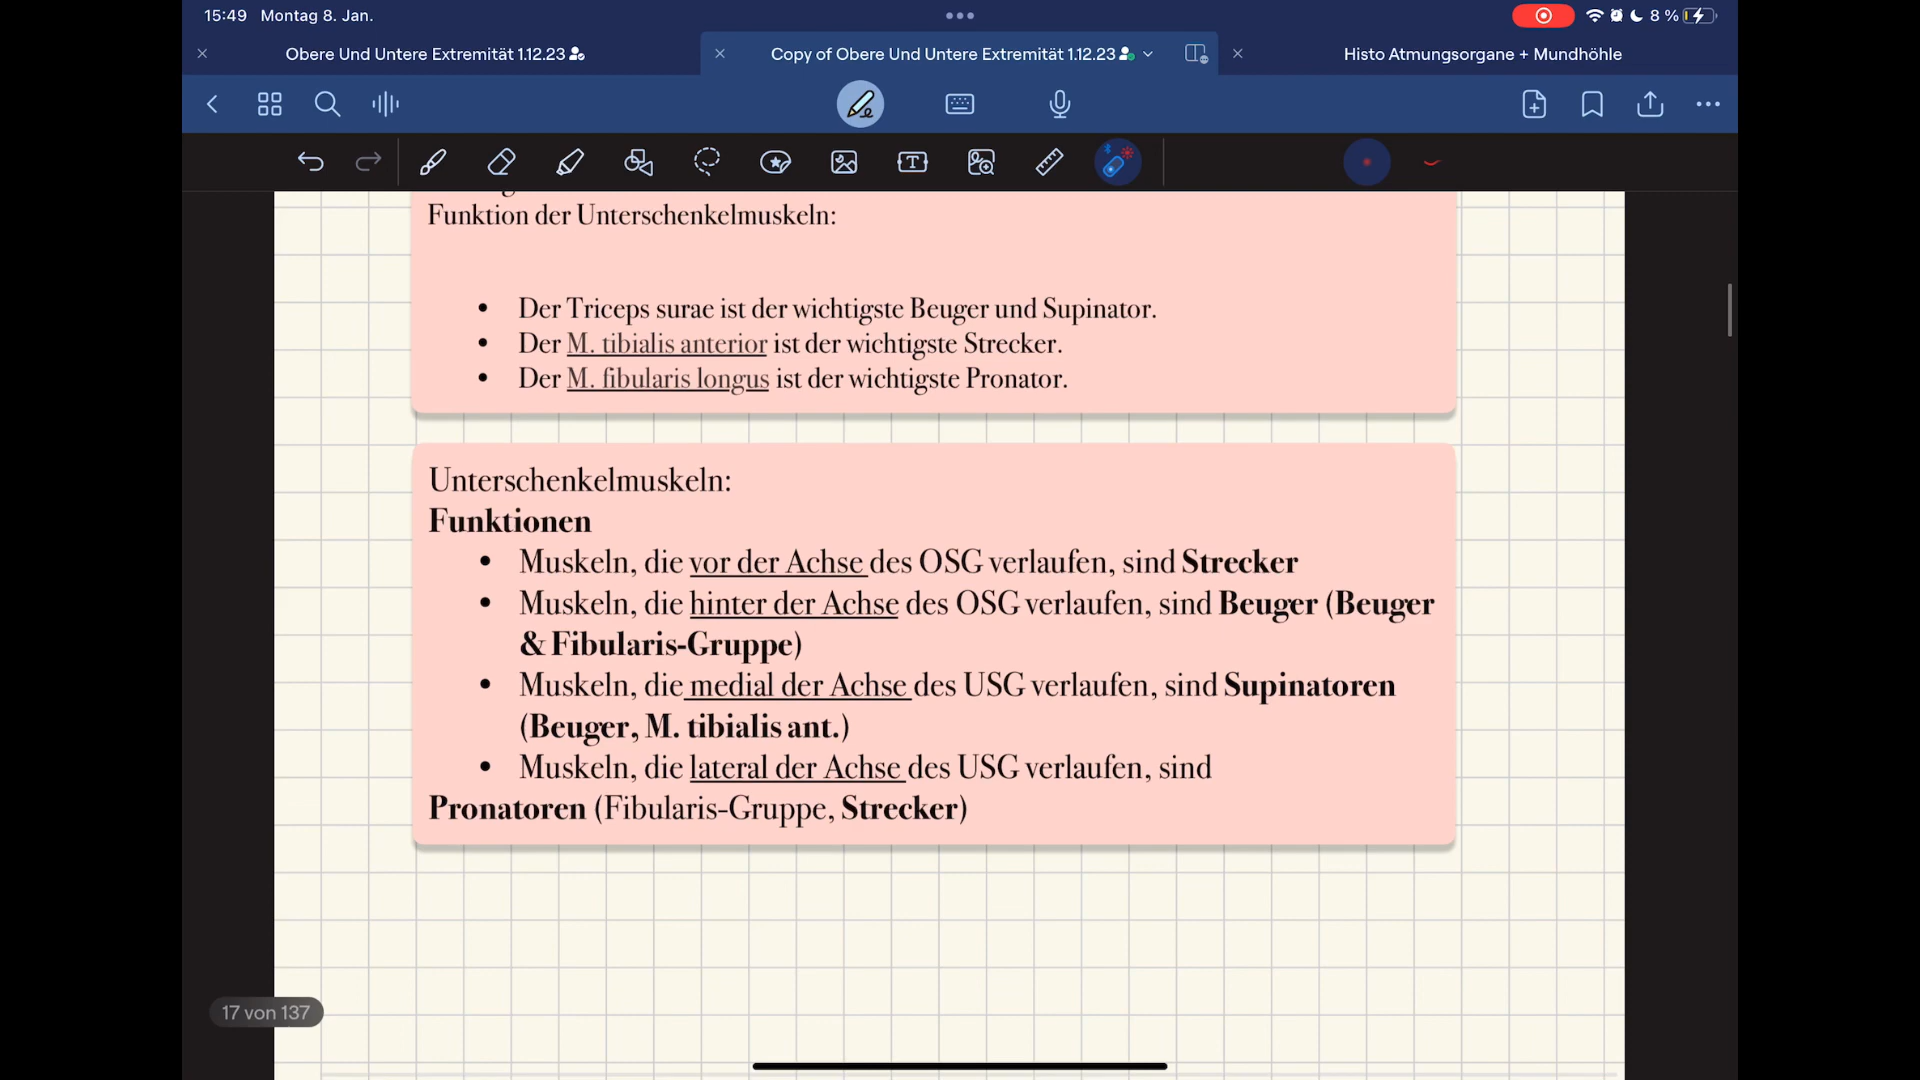 15:49 Montag 8. Jan.
8 %
Obere Und Untere Extremität 1.12.23
Copy of Obere Und Untere Extremität 1.12.23
Histo Atmungsorgane + Mundhöhle
Funktion der Unterschenkelmuskeln:
• Der Triceps surae ist der wichtigste Beuger und Supinator.
• Der M. tibialis anterior ist der wichtigste Strecker.
• Der M. fibularis longus ist der wichtigste Pronator.
Unterschenkelmuskeln:
Funktionen
• Muskeln, die vor der Achse des OSG verlaufen, sind Strecker
• Muskeln, die hinter der Achse des OSG verlaufen, sind Beuger (Beuger
& Fibularis-Gruppe)
• Muskeln, die medial der Achse des USG verlaufen, sind Supinatoren
(Beuger, M. tibialis ant.)
• Muskeln, die lateral der Achse des USG verlaufen, sind
Pronatoren (Fibularis-Gruppe, Strecker)
17 von 137